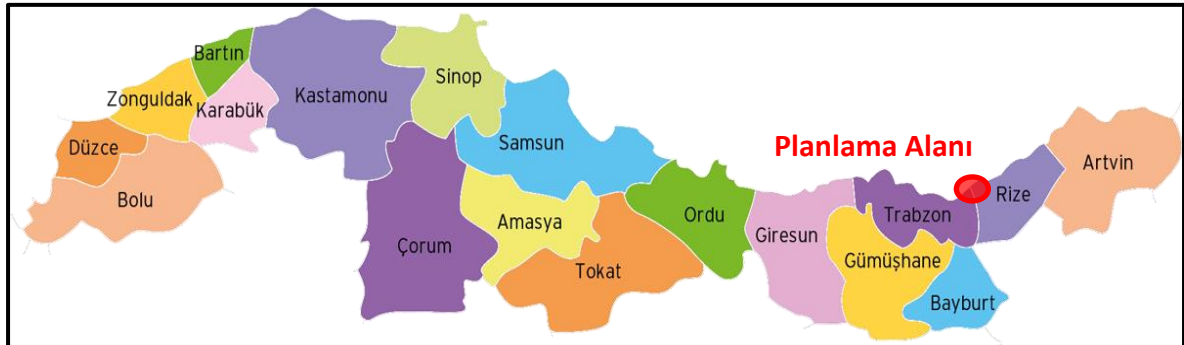 Bartın
Sinop
Kastamonu
Zonguldak
Karabük
Düzce
Samsun
Planlama Alanı
Artvin
Bolu
Rize
Amasya
Ordu
Trabzon
Çorum
Giresun
Gümüşhane
Tokat
Bayburt